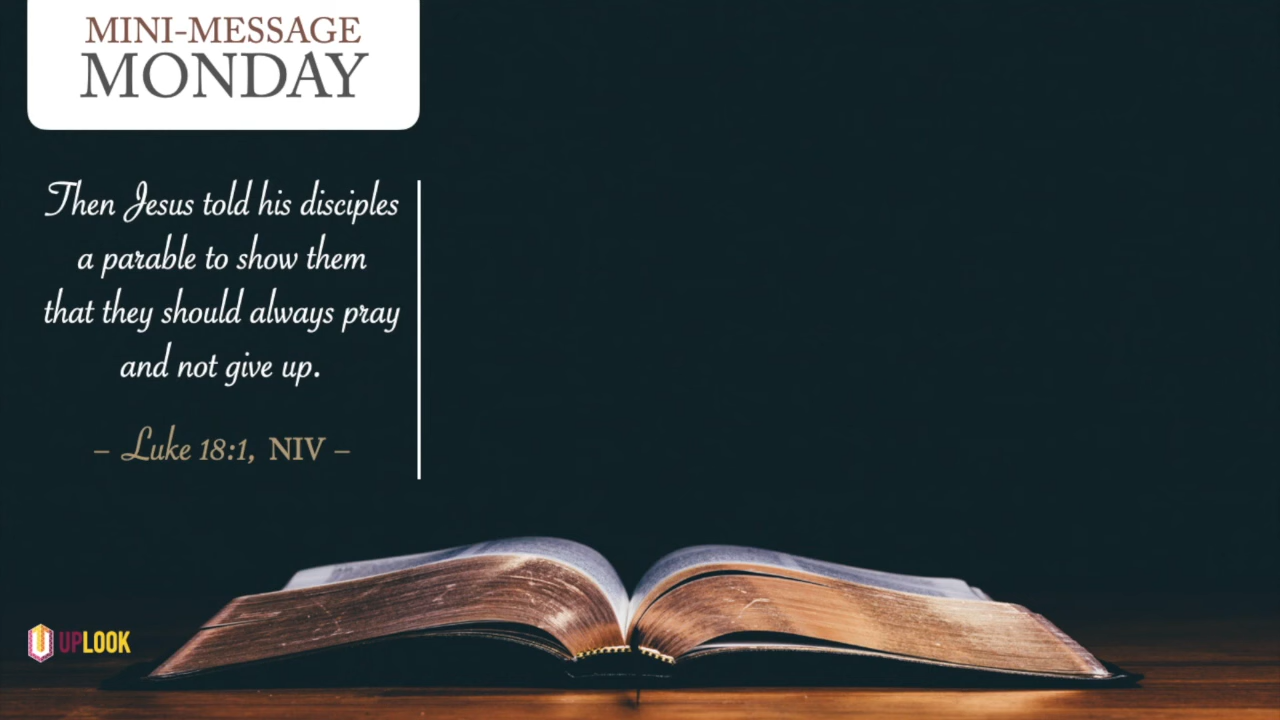 MINI-MESSAGE
MONDAY
Then Jesus told his disciples
a parable to show them
that they should always pray
and not give up.
– Luke 18:1, NIV –
UPLOOK